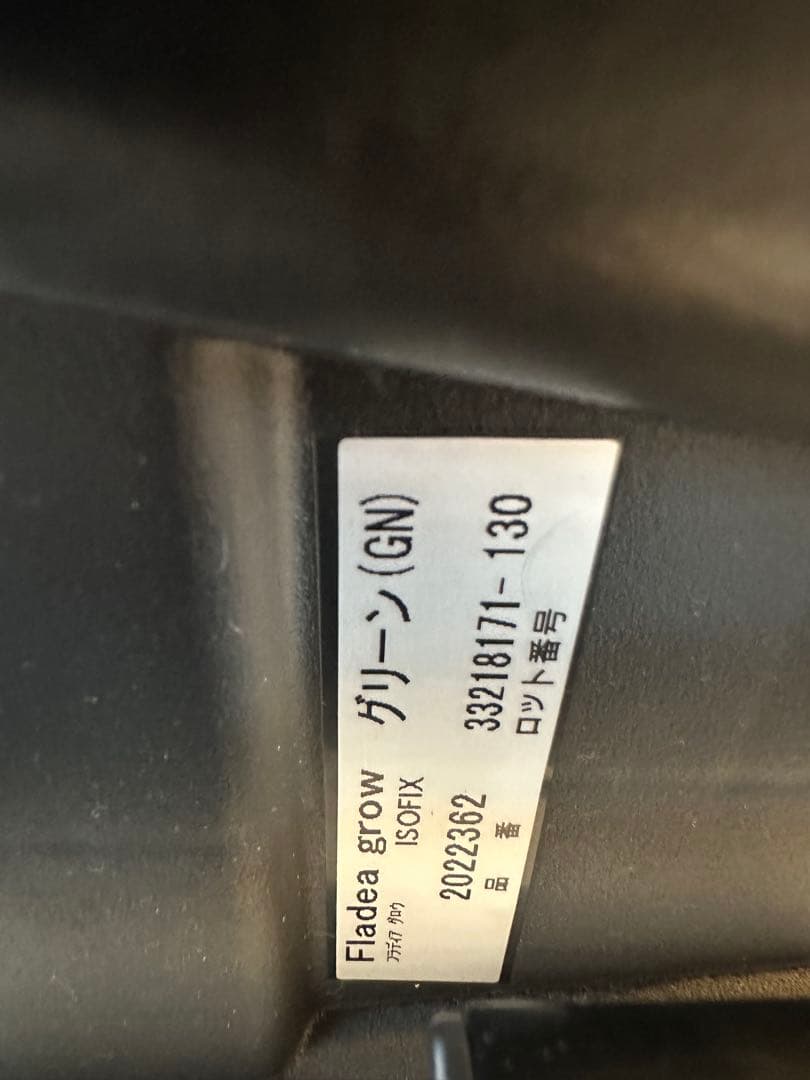 Fladea grow グリーン(GN)
ﾌﾗﾃﾞｨｱ ｸﾞﾛｳ ISOFIX
2022362 33218171-130
品 番 ロット番号